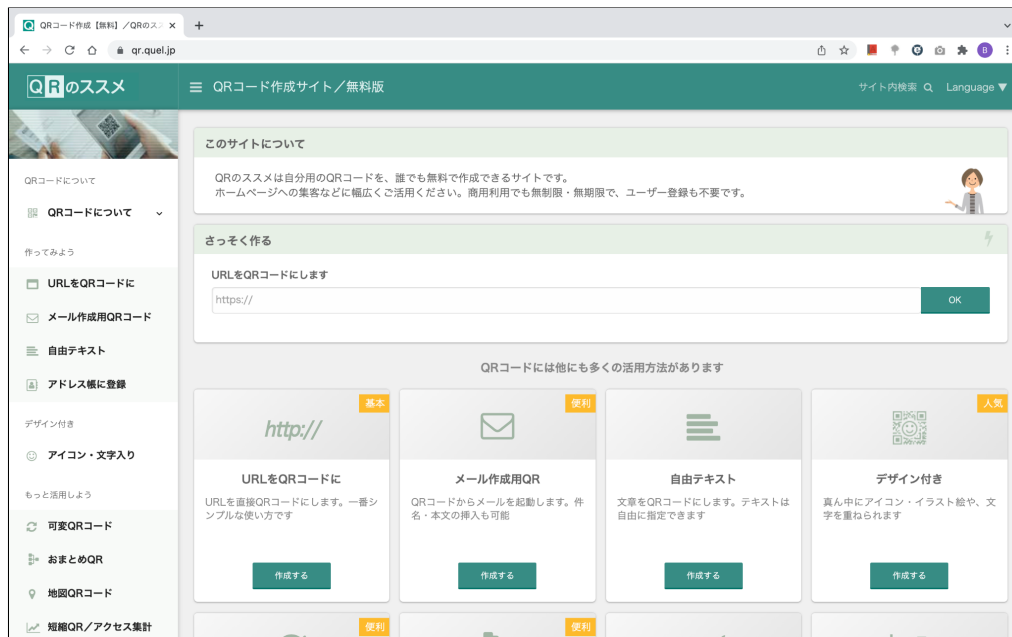 QRコード作成【無料】／QRのスス
qr.quel.jp
B
QRのススメ
QRコード作成サイト／無料版
サイト内検索
Language ▼
QRコードについて
QRコードについて
作ってみよう
URLをQRコードに
メール作成用QRコード
自由テキスト
アドレス帳に登録
デザイン付き
アイコン・文字入り
もっと活用しよう
可変QRコード
おまとめQR
地図QRコード
短縮QR／アクセス集計
このサイトについて
QRのススメは自分用のQRコードを、誰でも無料で作成できるサイトです。
ホームページへの集客などに幅広くご活用ください。商用利用でも無制限・無期限で、ユーザー登録も不要です。
さっそく作る
URLをQRコードにします
https://
OK
QRコードには他にも多くの活用方法があります
基本
http://
URLをQRコードに
URLを直接QRコードにします。一番シ
ンプルな使い方です
作成する
便利
メール作成用QR
QRコードからメールを起動します。件
名・本文の挿入も可能
作成する
自由テキスト
文章をQRコードにします。テキストは
自由に指定できます
作成する
人気
デザイン付き
真ん中にアイコン・イラスト絵や、文
字を重ねられます
作成する
便利
便利